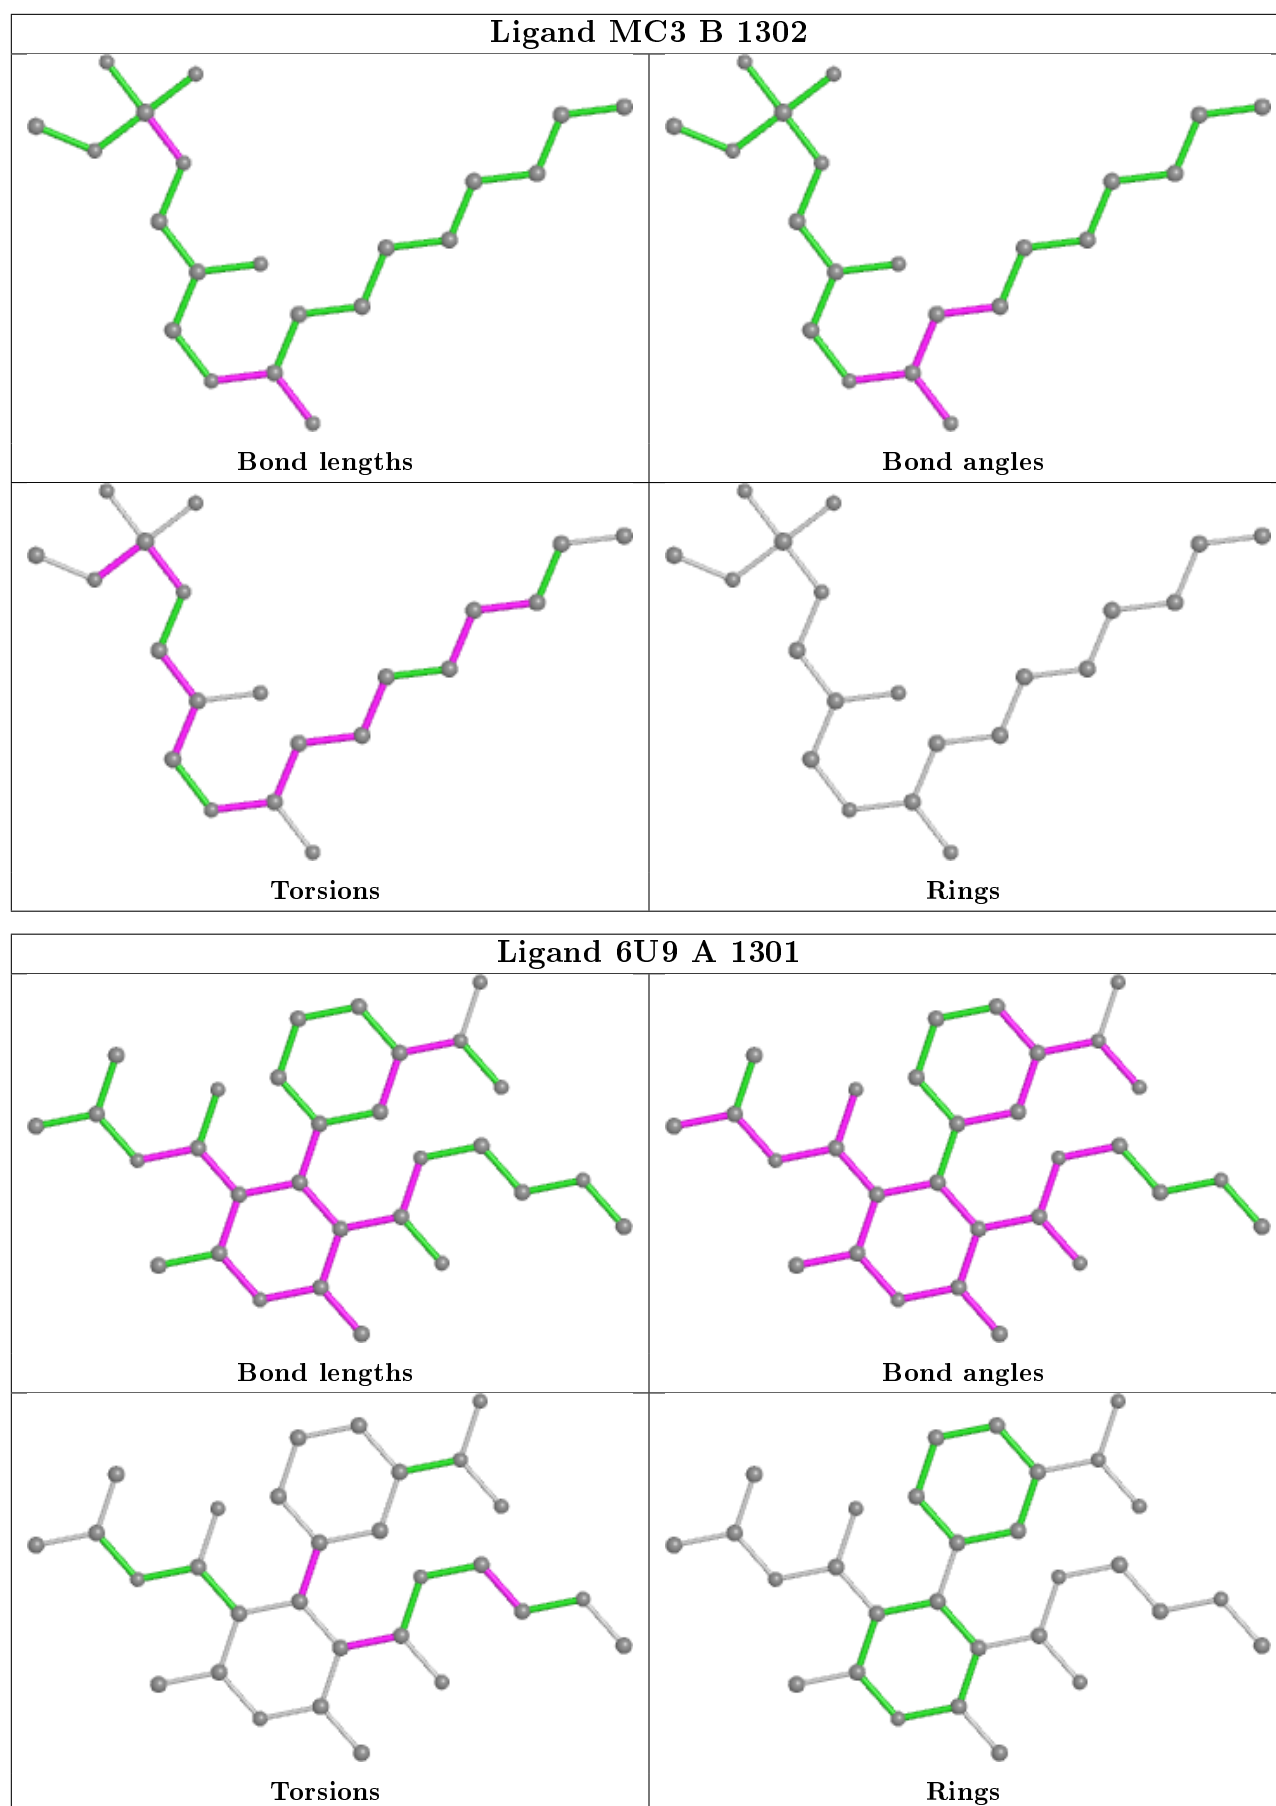 Ligand MC3 B 1302
Bond lengths
Bond angles
Torsions
Rings
Ligand 6U9 A 1301
Bond lengths
Bond angles
Torsions
Rings